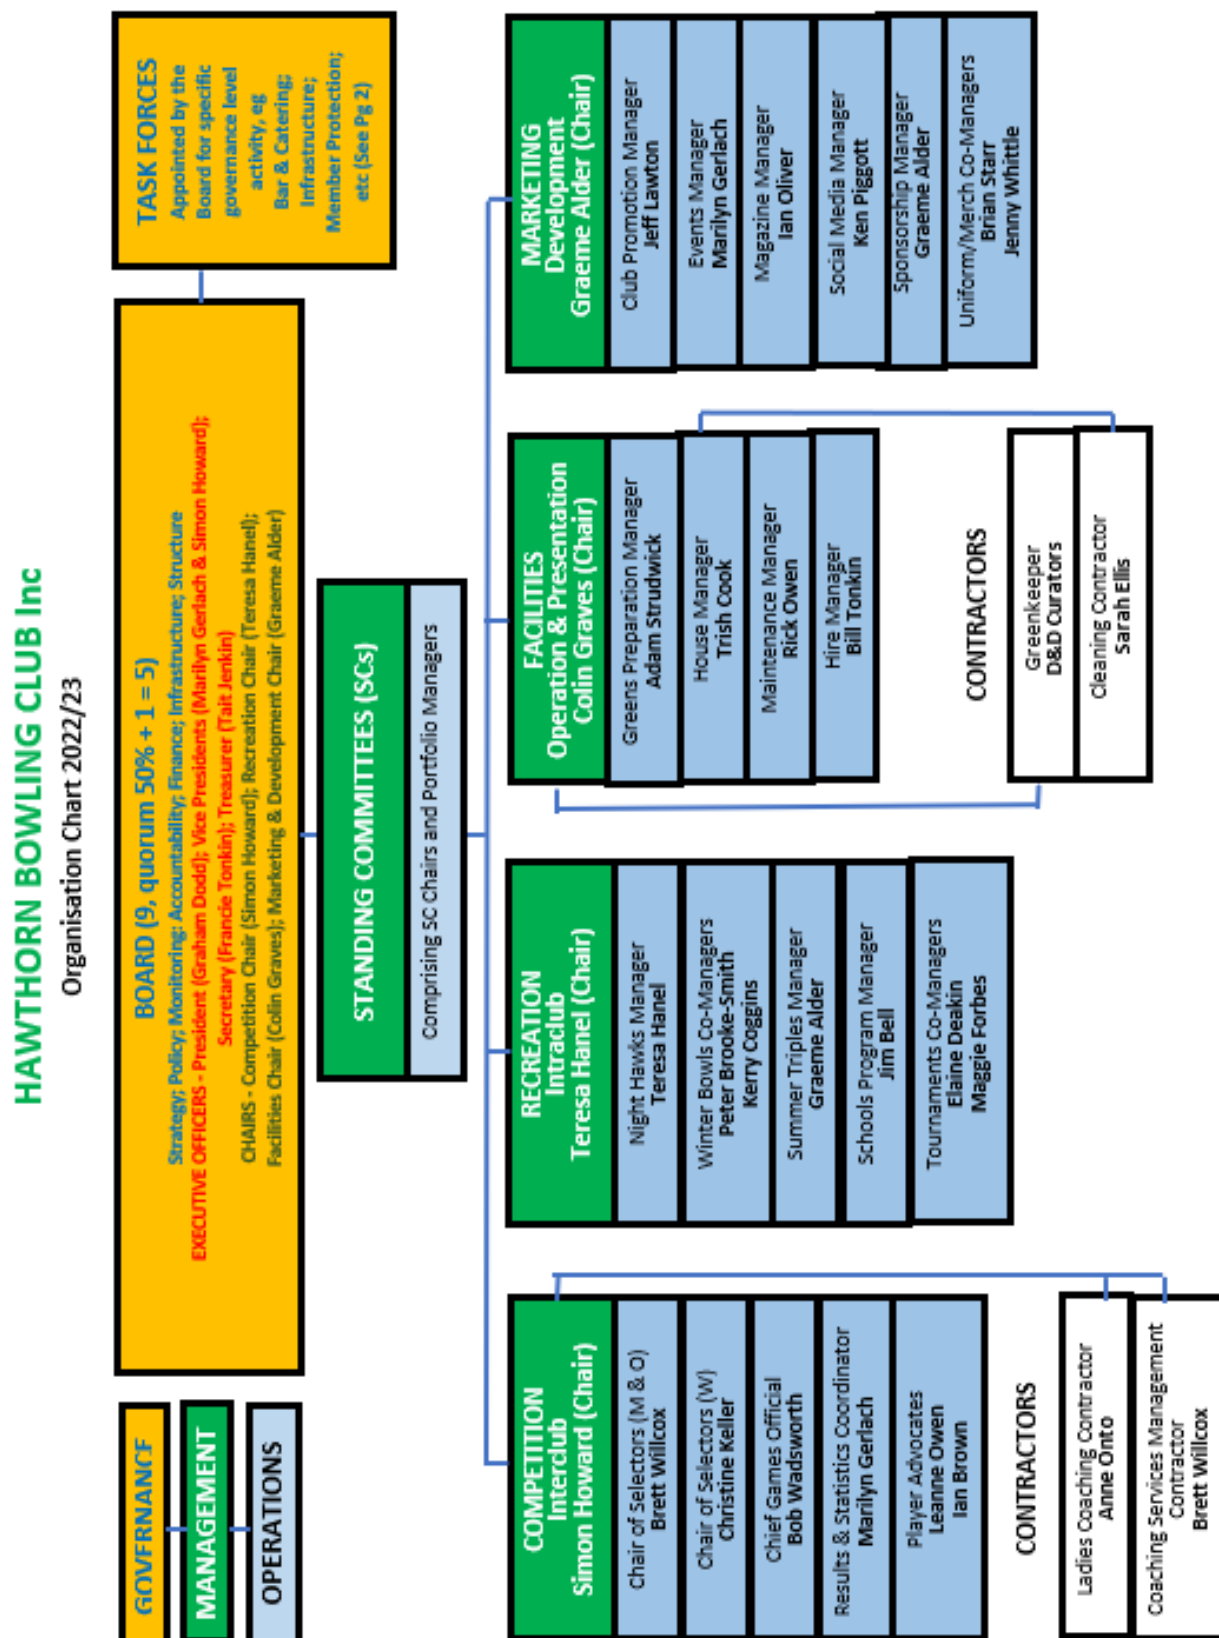 HAWTHORN BOWLING CLUB Inc
Organisation Chart 2022/23
GOVERNANCE
MANAGEMENT
OPERATIONS
BOARD (9, quorum 50% + 1 = 5)
Strategy; Policy; Monitoring; Accountability; Finance; Infrastructure; Structure
EXECUTIVE OFFICERS - President (Graham Dodd); Vice Presidents (Marilyn Gerlach & Simon Howard);
Secretary (Francie Tonkin); Treasurer (Tait Jenkin)
CHAIRS - Competition Chair (Simon Howard); Recreation Chair (Teresa Hanel);
Facilities Chair (Colin Graves); Marketing & Development Chair (Graeme Alder)
TASK FORCES
Appointed by the
Board for specific
governance level
activity, eg
Bar & Catering;
Infrastructure;
Member Protection;
etc (See Pg 2)
STANDING COMMITTEES (SCs)
Comprising SC Chairs and Portfolio Managers
COMPETITION
Interclub
Simon Howard (Chair)
Chair of Selectors (M & O)
Brett Willcox
Chair of Selectors (W)
Christine Keller
Chief Games Official
Bob Wadsworth
Results & Statistics Coordinator
Marilyn Gerlach
Player Advocates
Leanne Owen
Ian Brown
CONTRACTORS
Ladies Coaching Contractor
Anne Onto
Coaching Services Management
Contractor
Brett Willcox
RECREATION
Intraclub
Teresa Hanel (Chair)
Night Hawks Manager
Teresa Hanel
Winter Bowls Co-Managers
Peter Brooke-Smith
Kerry Coggins
Summer Triples Manager
Graeme Alder
Schools Program Manager
Jim Bell
Tournaments Co-Managers
Elaine Deakin
Maggie Forbes
FACILITIES
Operation & Presentation
Colin Graves (Chair)
Greens Preparation Manager
Adam Strudwick
House Manager
Trish Cook
Maintenance Manager
Rick Owen
Hire Manager
Bill Tonkin
CONTRACTORS
Greenkeeper
D&D Curators
Cleaning Contractor
Sarah Ellis
MARKETING
Development
Graeme Alder (Chair)
Club Promotion Manager
Jeff Lawton
Events Manager
Marilyn Gerlach
Magazine Manager
Ian Oliver
Social Media Manager
Ken Piggott
Sponsorship Manager
Graeme Alder
Uniform/Merch Co-Managers
Brian Starr
Jenny Whittle